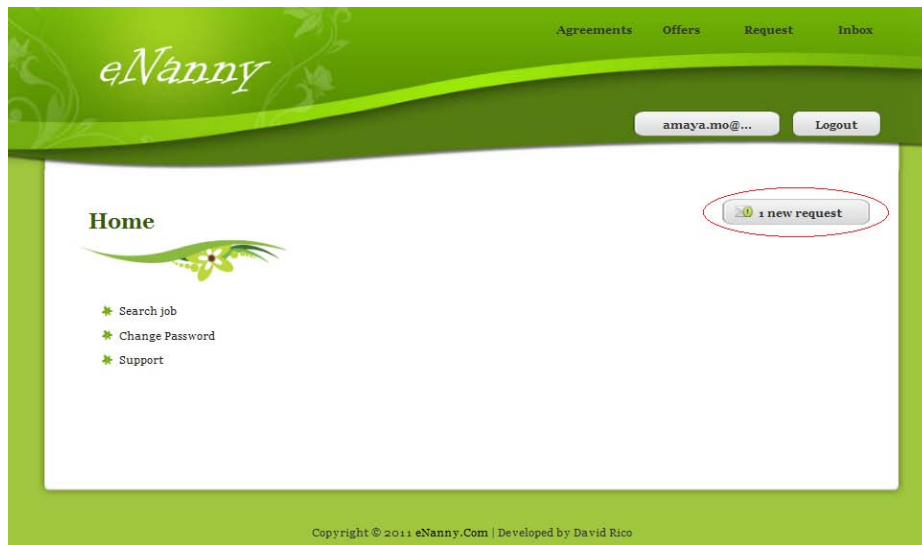 Agreements Offers Request Inbox
eNanny
amaya.mo@... Logout
1 new request
Home
Search job
Change Password
Support
Copyright © 2011 eNanny.Com | Developed by David Rico